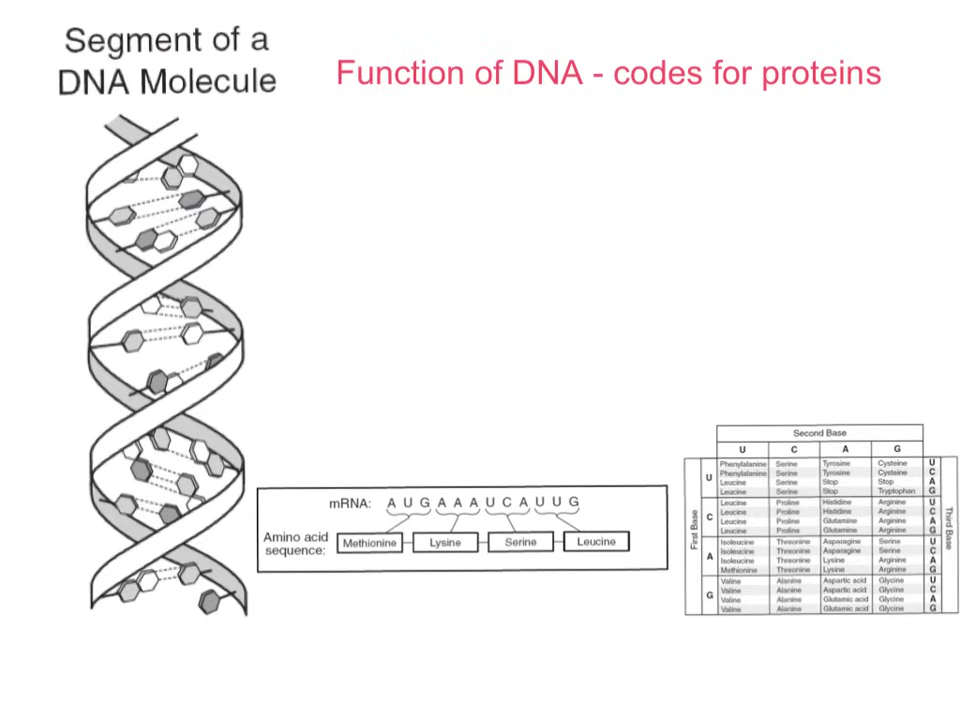 Segment of a
DNA Molecule
Function of DNA - codes for proteins
mRNA: A U G A A A U C A U U G
Amino acid
sequence:
Methionine
Lysine
Serine
Leucine
Second Base
U C A G
First Base
Third Base
U
Phenylalanine Serine Tyrosine Cysteine U
Phenylalanine Serine Tyrosine Cysteine C
Leucine Serine Stop Stop A
Leucine Serine Stop Tryptophan G
C
Leucine Proline Histidine Arginine U
Leucine Proline Histidine Arginine C
Leucine Proline Glutamine Arginine A
Leucine Proline Glutamine Arginine G
A
Isoleucine Threonine Asparagine Serine U
Isoleucine Threonine Asparagine Serine C
Isoleucine Threonine Lysine Arginine A
Methionine Threonine Lysine Arginine G
G
Valine Alanine Aspartic acid Glycine U
Valine Alanine Aspartic acid Glycine C
Valine Alanine Glutamic acid Glycine A
Valine Alanine Glutamic acid Glycine G